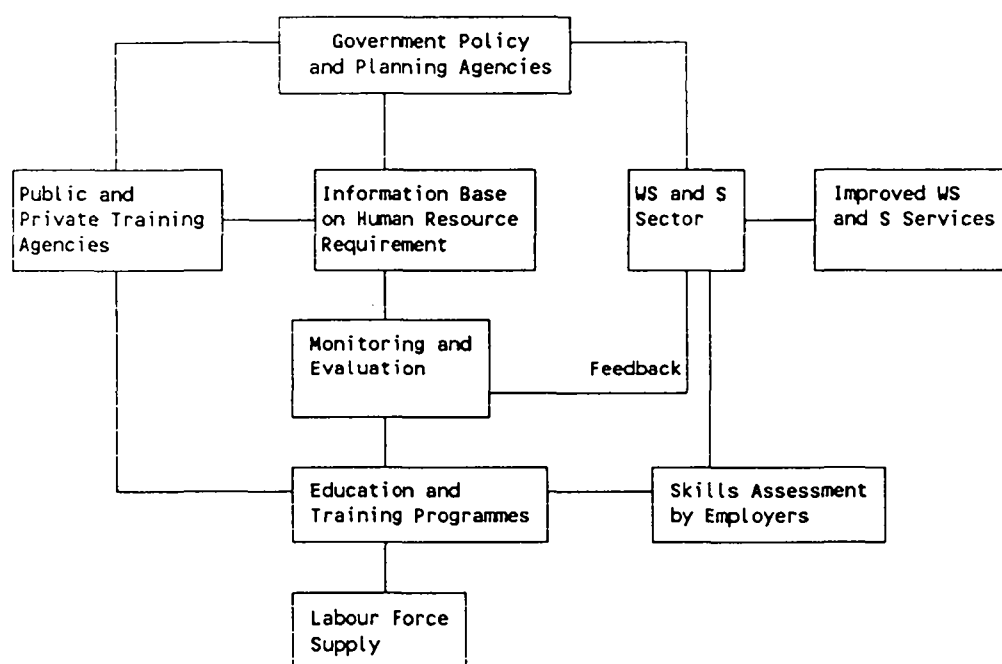 Government Policy
and Planning Agencies
Public and
Private Training
Agencies
Information Base
on Human Resource
Requirement
WS and S
Sector
Improved WS
and S Services
Monitoring and
Evaluation
Feedback
Education and
Training Programmes
Skills Assessment
by Employers
Labour Force
Supply